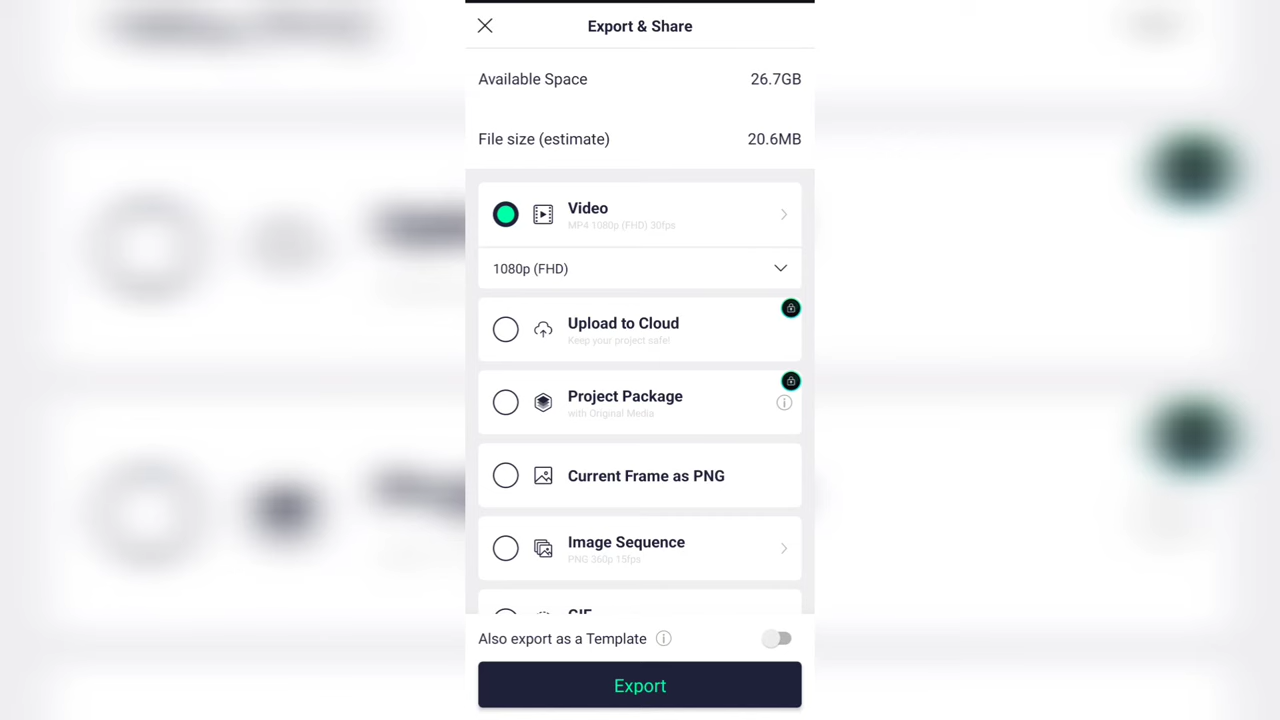 Export & Share
Available Space 26.7GB
File size (estimate) 20.6MB
Video
MP4 1080p (FHD) 30fps
1080p (FHD)
Upload to Cloud
Keep your project safe!
Project Package
with Original Media
Current Frame as PNG
Image Sequence
PNG 360p 15fps
GIF
Also export as a Template
Export